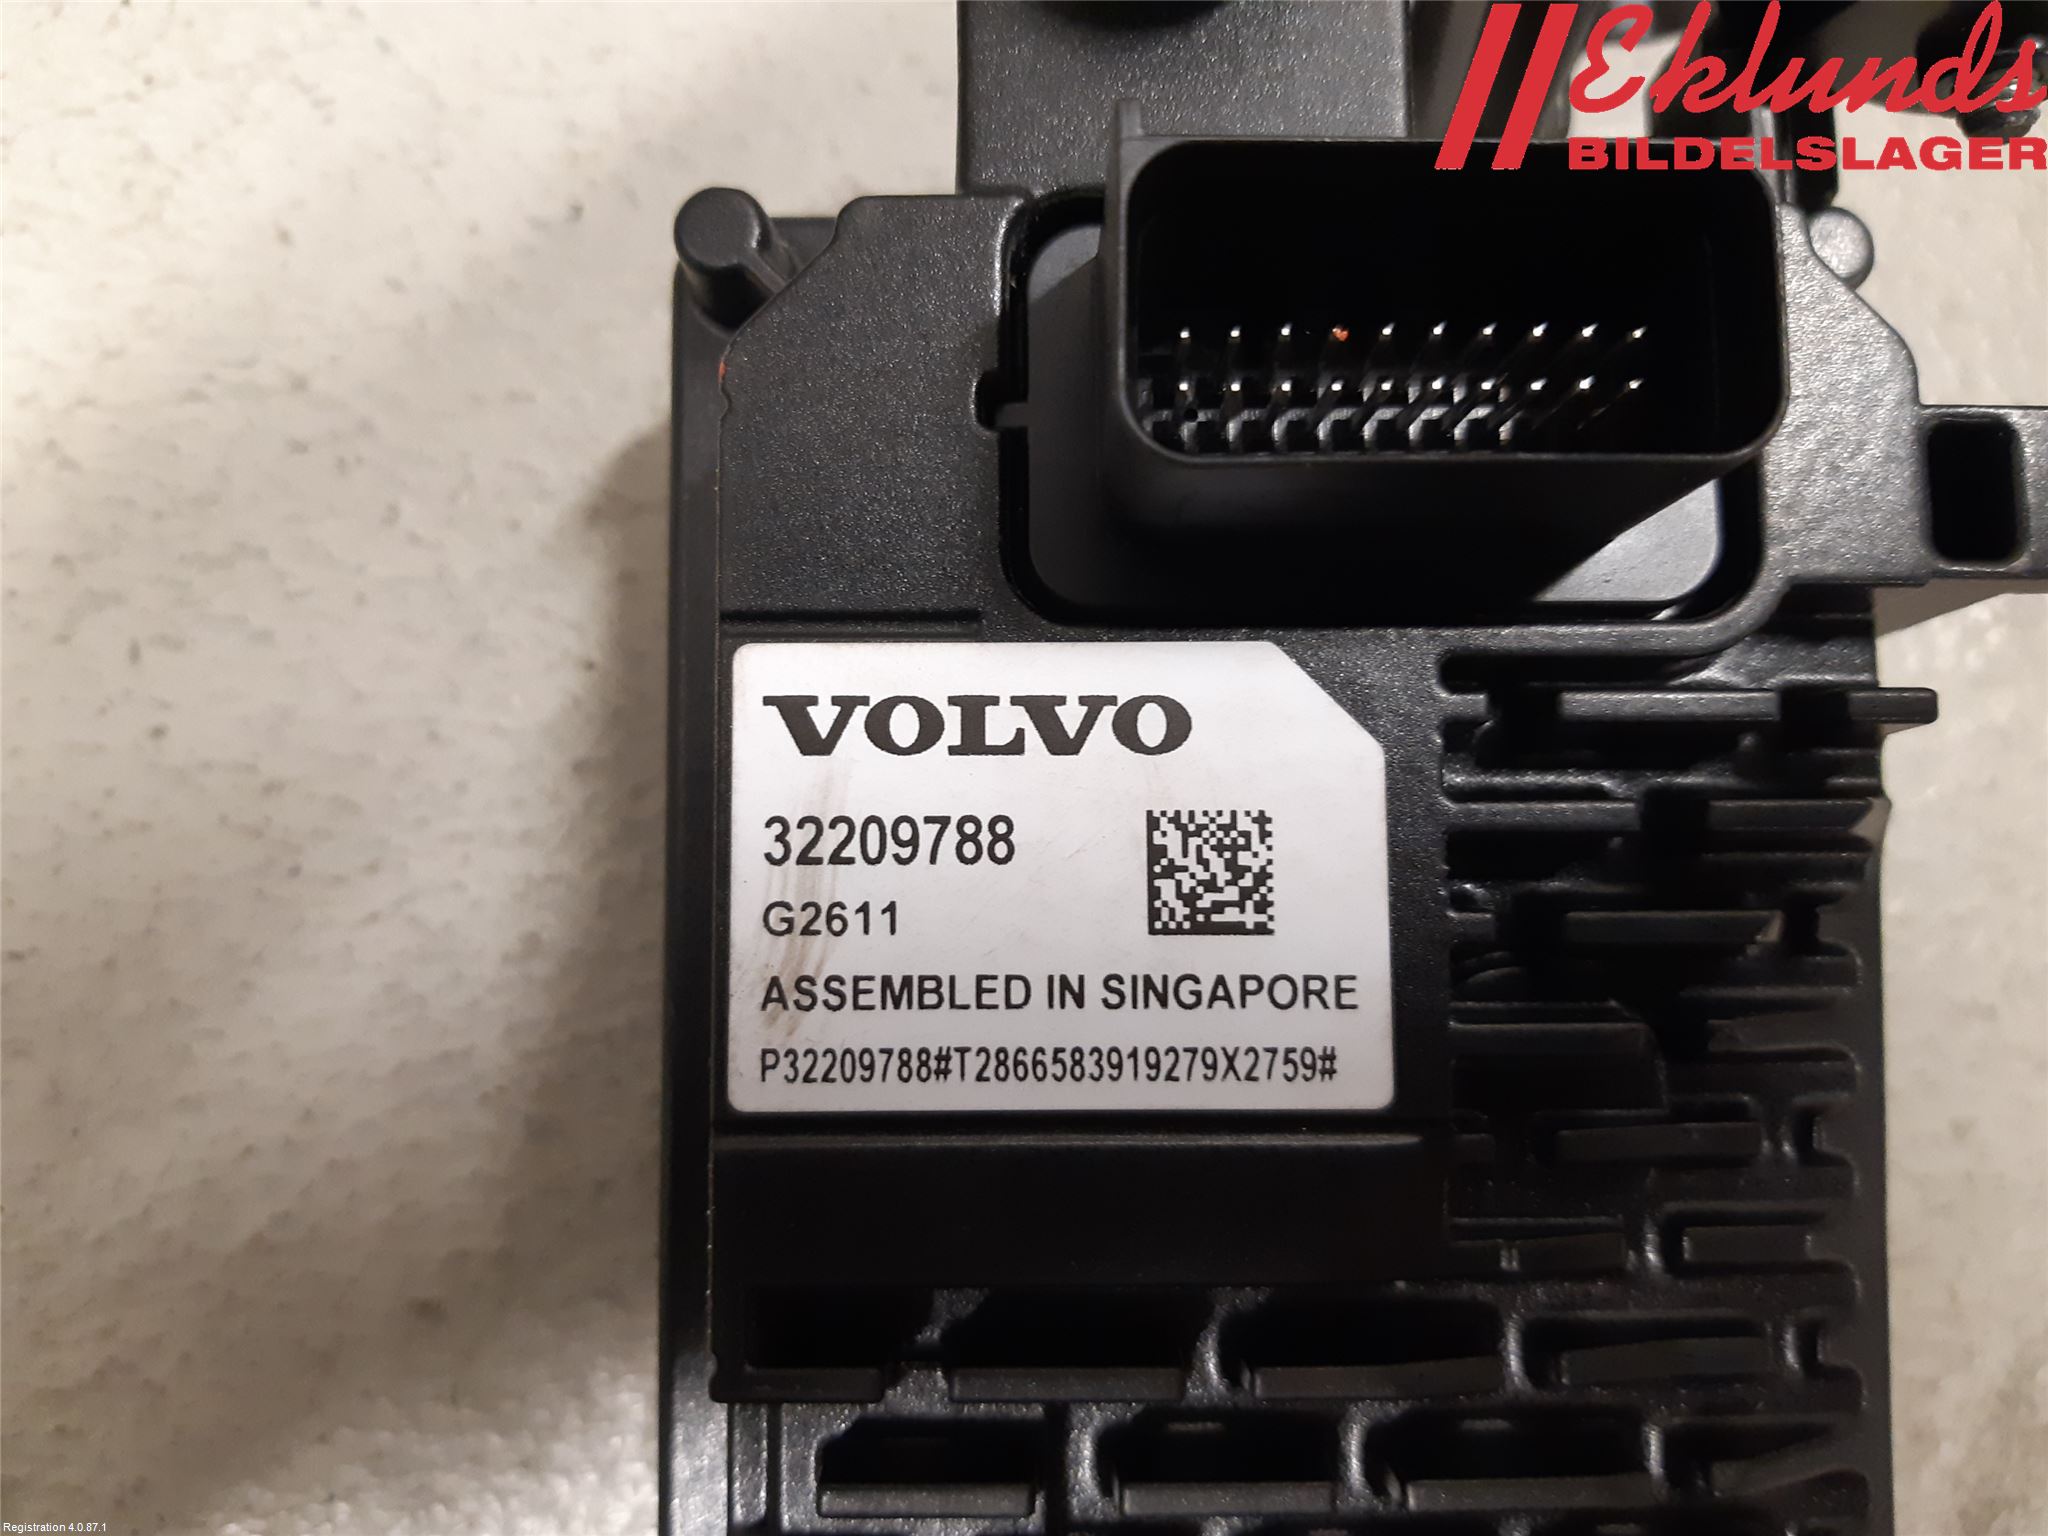 Eklunds
BILDELSLAGER
VOLVO
32209788
G2611
ASSEMBLED IN SINGAPORE
P32209788#T2866583919279X2759#
Registration 4.0.87.1